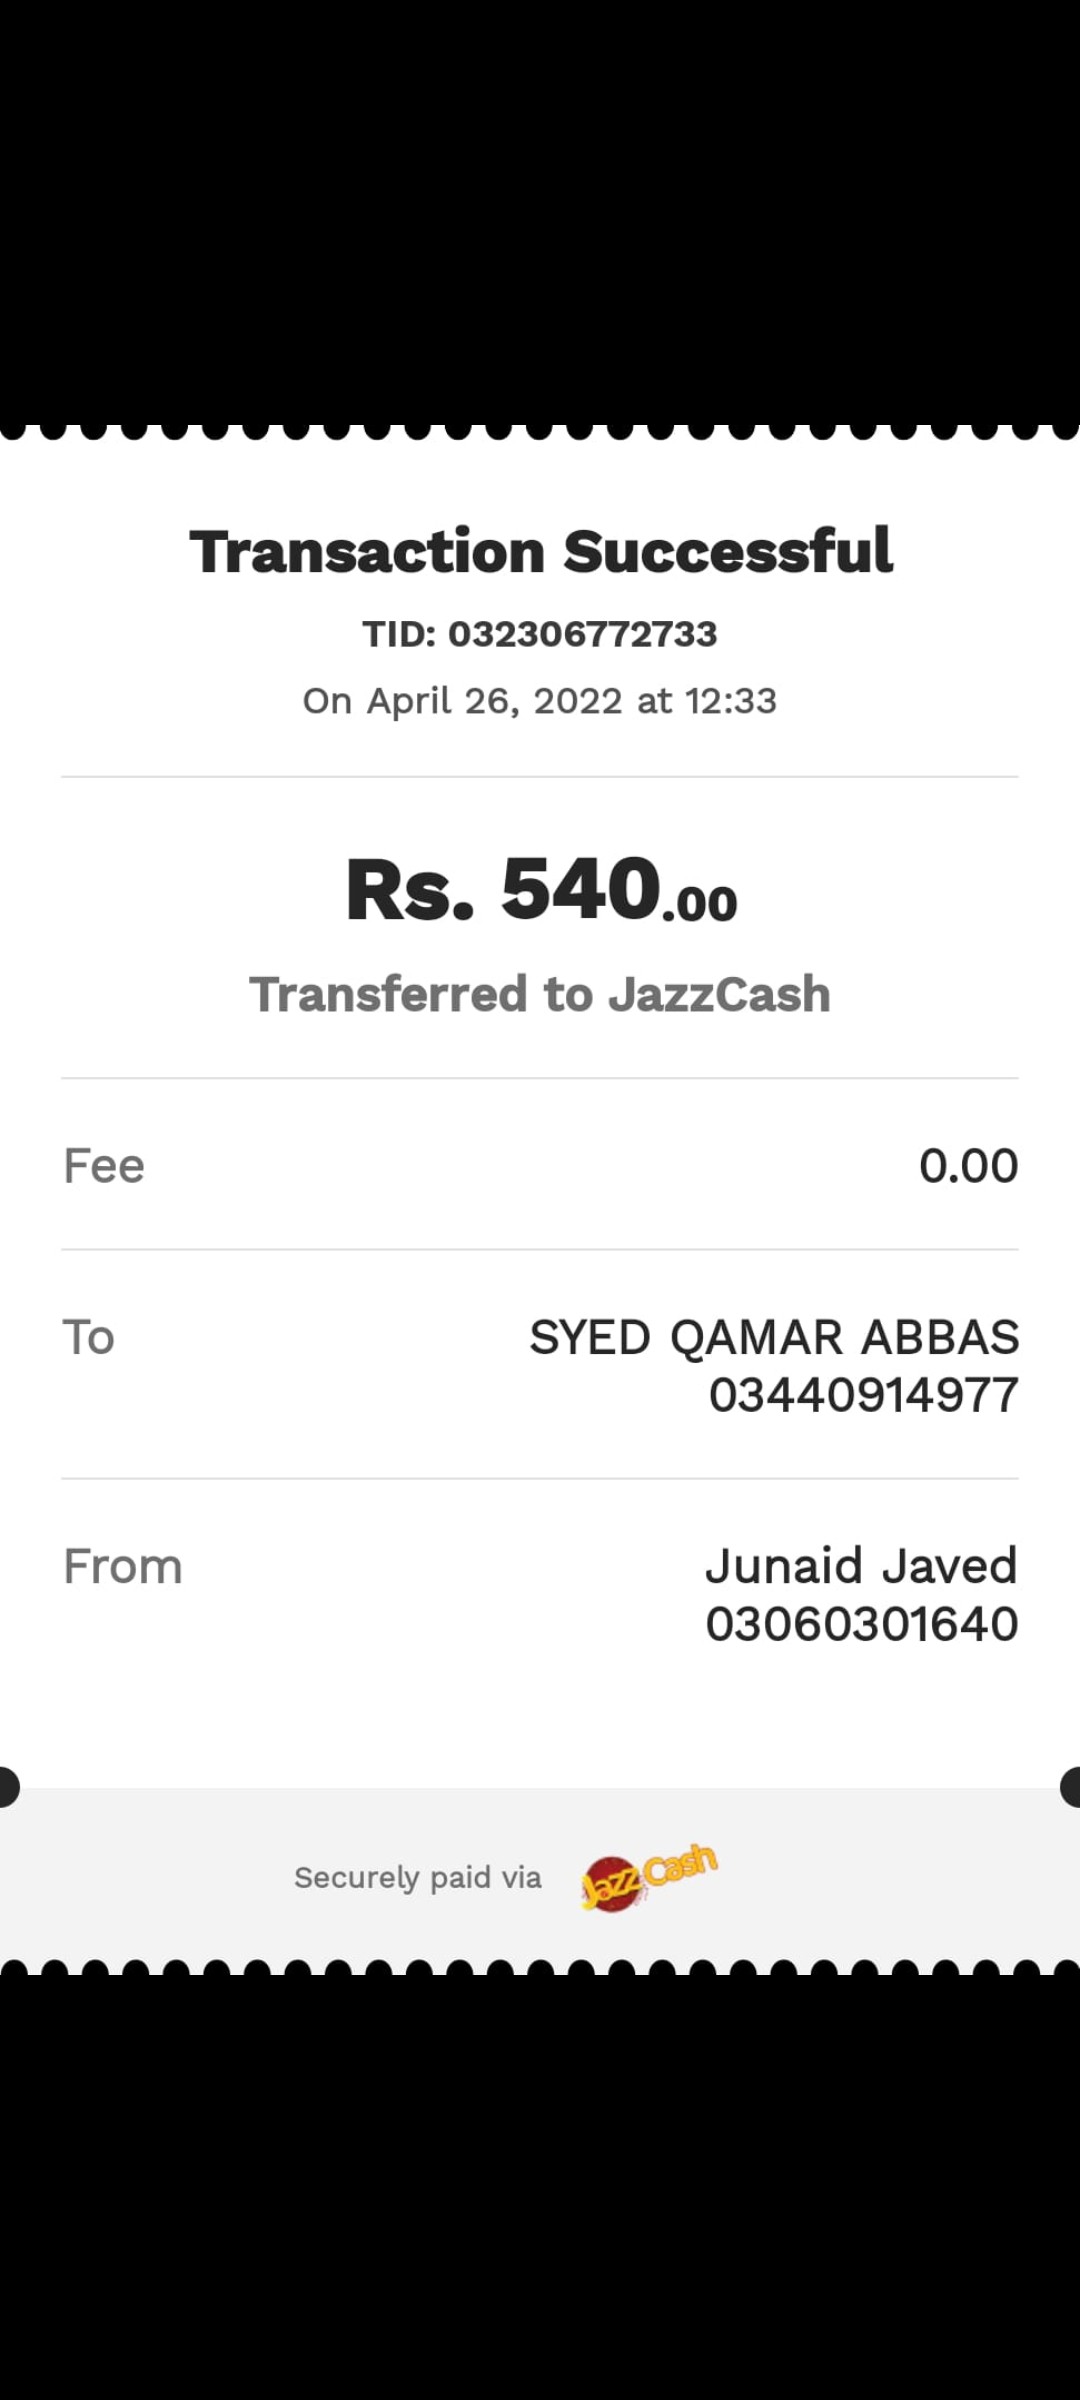 Transaction Successful
TID: 032306772733
On April 26, 2022 at 12:33
Rs. 540.00
Transferred to JazzCash
Fee 0.00
To SYED QAMAR ABBAS
03440914977
From Junaid Javed
03060301640
Securely paid via JazzCash